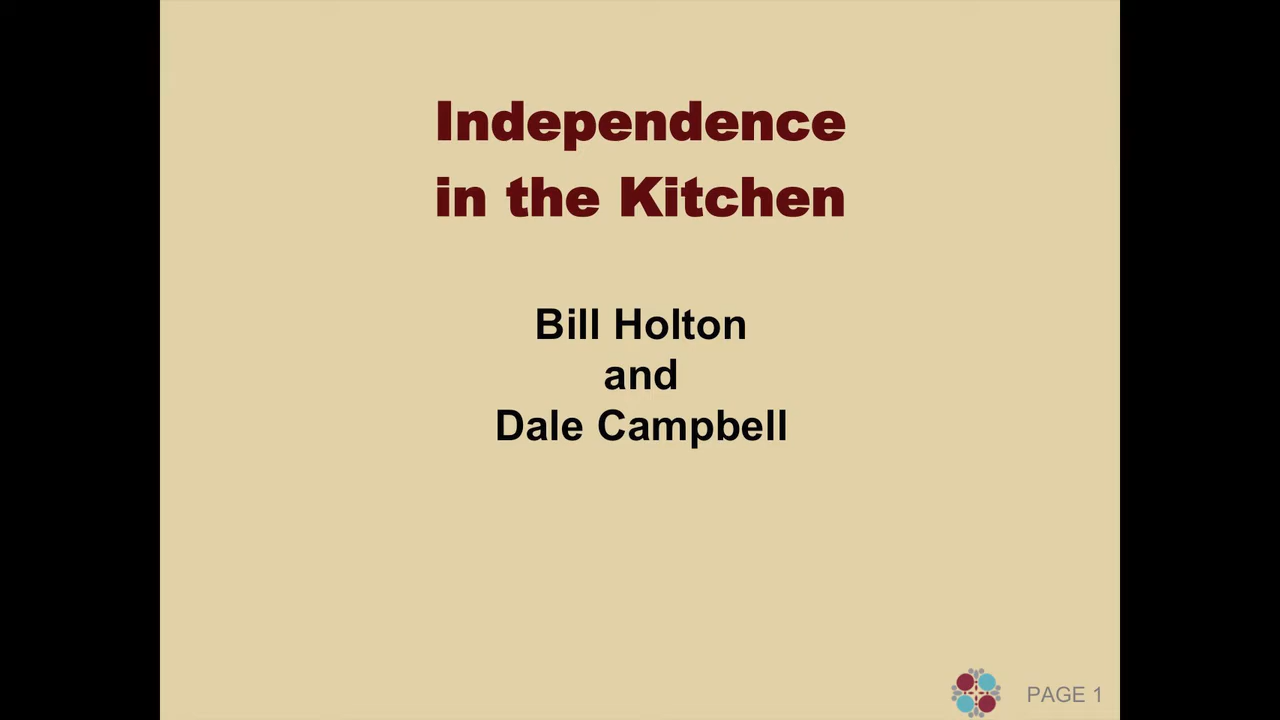 Independence
in the Kitchen
Bill Holton
and
Dale Campbell
PAGE 1